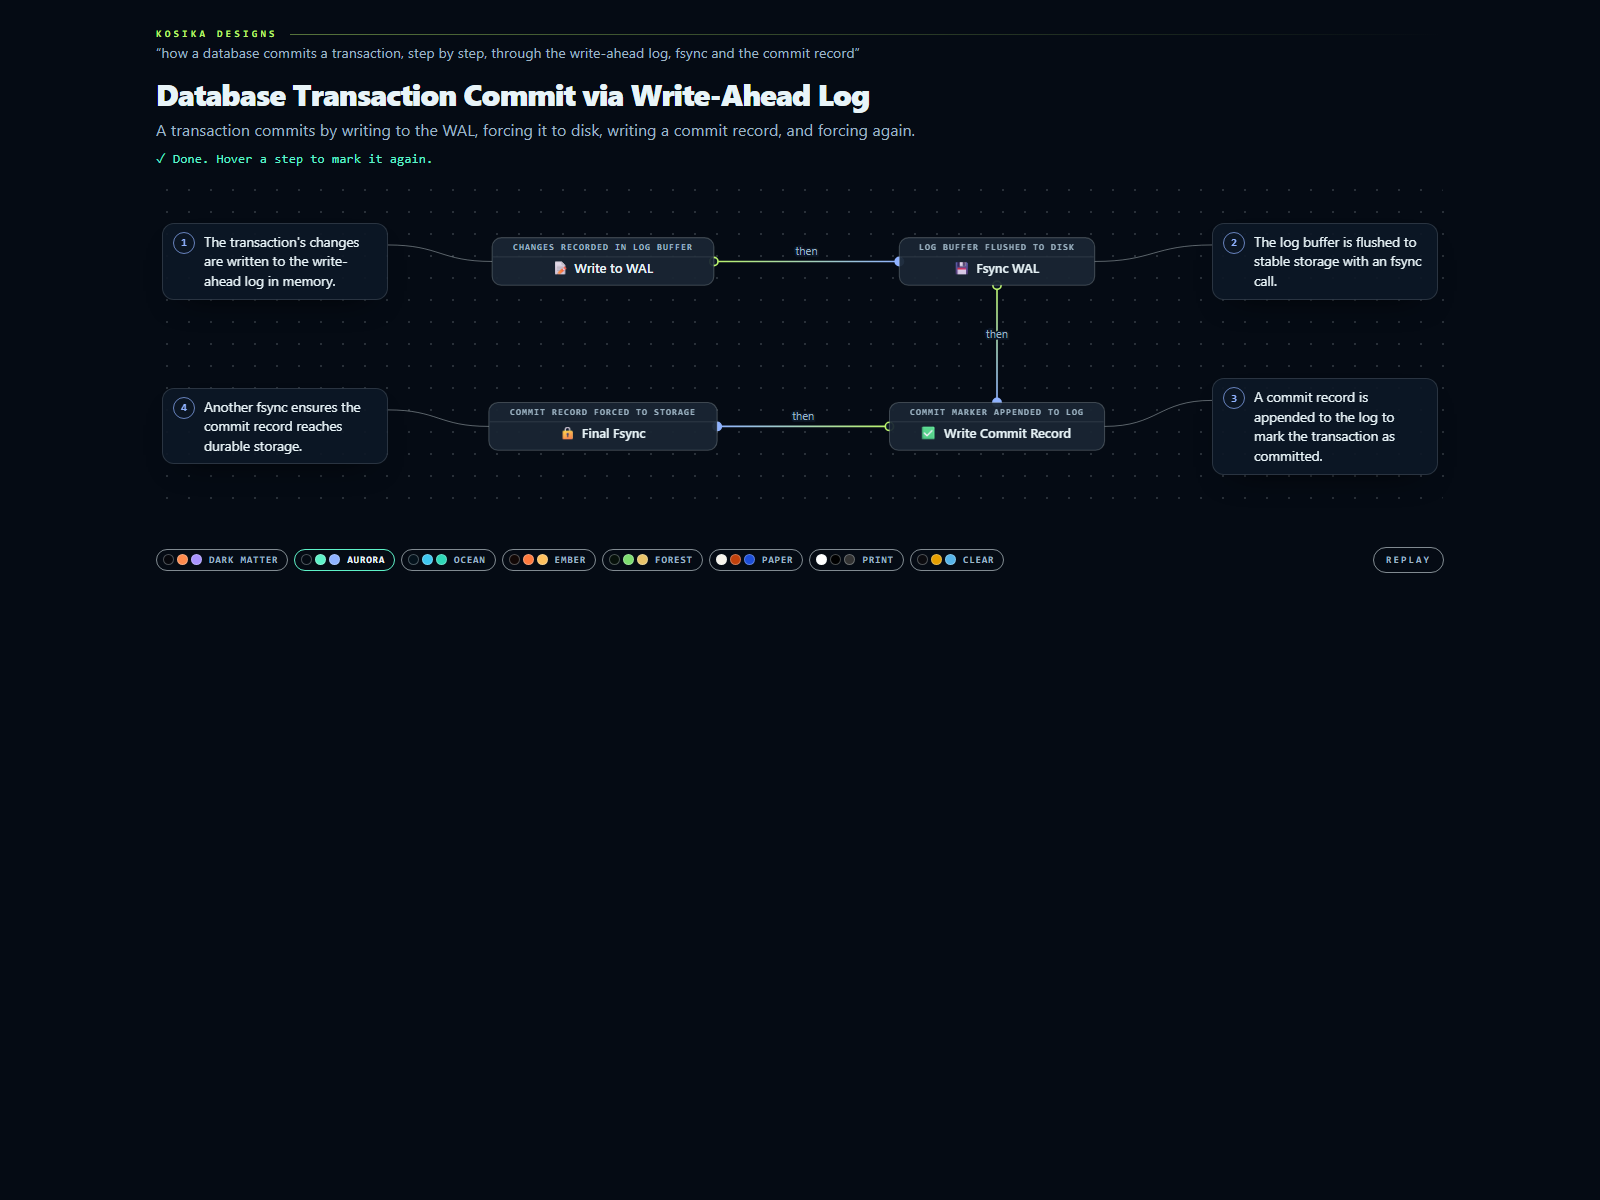 KOSIKA DESIGNS
“how a database commits a transaction, step by step, through the write-ahead log, fsync and the commit record”
Database Transaction Commit via Write-Ahead Log
A transaction commits by writing to the WAL, forcing it to disk, writing a commit record, and forcing again.
✓ Done. Hover a step to mark it again.
1
The transaction's changes
are written to the write-
ahead log in memory.
CHANGES RECORDED IN LOG BUFFER
Write to WAL
then
LOG BUFFER FLUSHED TO DISK
Fsync WAL
2
The log buffer is flushed to
stable storage with an fsync
call.
then
4
Another fsync ensures the
commit record reaches
durable storage.
COMMIT RECORD FORCED TO STORAGE
Final Fsync
then
COMMIT MARKER APPENDED TO LOG
Write Commit Record
3
A commit record is
appended to the log to
mark the transaction as
committed.
DARK MATTER
AURORA
OCEAN
EMBER
FOREST
PAPER
PRINT
CLEAR
REPLAY